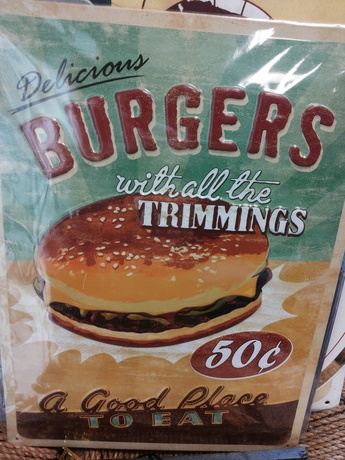 Delicious
BURGERS
with all the
TRIMMINGS
50¢
A Good Place
TO EAT